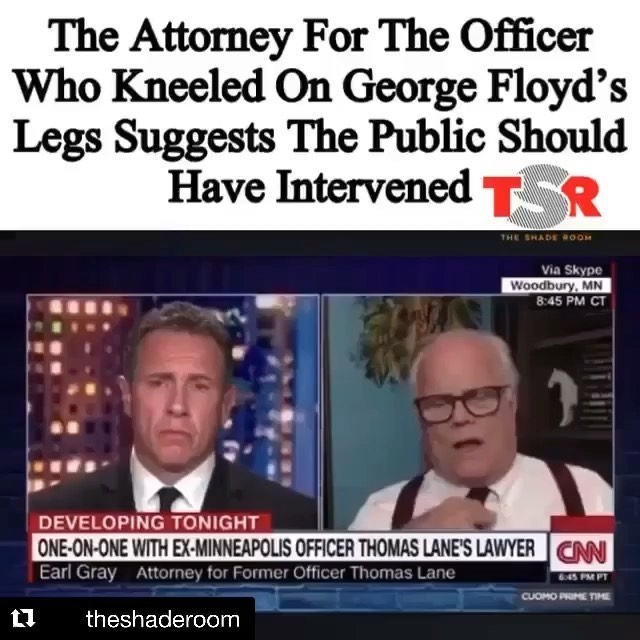 The Attorney For The Officer
Who Kneeled On George Floyd's
Legs Suggests The Public Should
Have Intervened TSR
THE SHADE ROOM
Via Skype
Woodbury, MN
8:45 PM CT
DEVELOPING TONIGHT
ONE-ON-ONE WITH EX-MINNEAPOLIS OFFICER THOMAS LANE'S LAWYER
CNN
Earl Gray Attorney for Former Officer Thomas Lane
6:45 PM PT
CUOMO PRIME TIME
theshaderoom